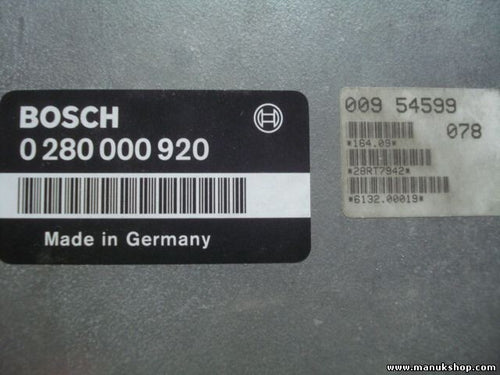 BOSCH
0 280 000 920
Made in Germany
009 54599
078
*164.09*
*28RT7942*
*6132.00019*
www.manukshop.com